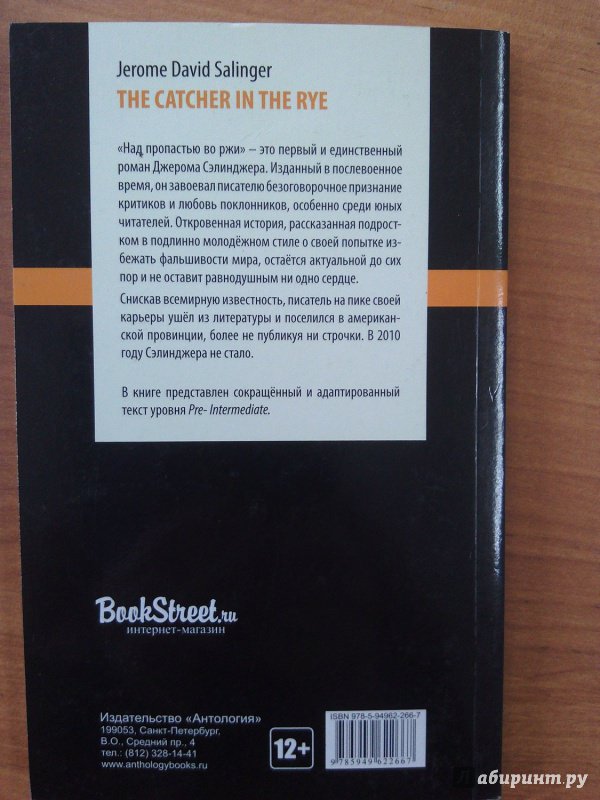 Jerome David Salinger
THE CATCHER IN THE RYE
«Над пропастью во ржи» – это первый и единственный
роман Джерома Сэлинджера. Изданный в послевоенное
время, он завоевал писателю безоговорочное признание
критиков и любовь поклонников, особенно среди юных
читателей. Откровенная история, рассказанная подрост-
ком в подлинно молодёжном стиле о своей попытке из-
бежать фальшивости мира, остаётся актуальной до сих
пор и не оставит равнодушным ни одно сердце.
Снискав всемирную известность, писатель на пике своей
карьеры ушёл из литературы и поселился в американ-
ской провинции, более не публикуя ни строчки. В 2010
году Сэлинджера не стало.
В книге представлен сокращённый и адаптированный
текст уровня Pre- Intermediate.
BookStreet.ru
интернет-магазин
Издательство «Антология»
199053, Санкт-Петербург,
В.О., Средний пр., 4
тел.: (812) 328-14-41
www.anthologybooks.ru
12+
ISBN 978-5-94962-266-7
9785949622667
лабиринт.ру